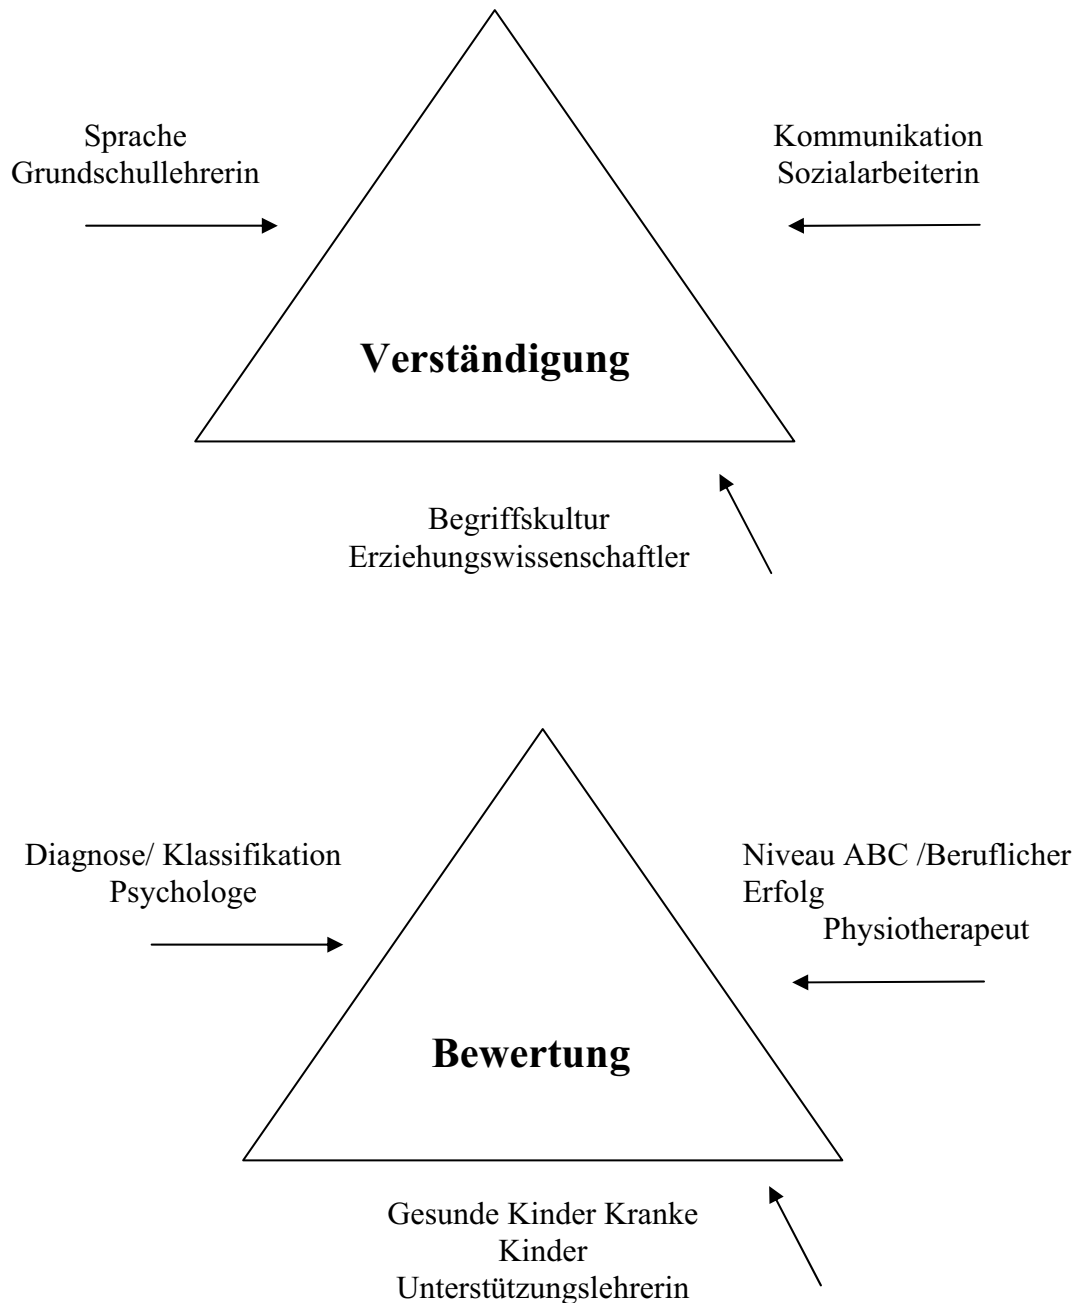 Sprache
Grundschullehrerin
Kommunikation
Sozialarbeiterin
Verständigung
Begriffskultur
Erziehungswissenschaftler
Diagnose/ Klassifikation
Psychologe
Niveau ABC /Beruflicher
Erfolg
Physiotherapeut
Bewertung
Gesunde Kinder Kranke
Kinder
Unterstützungslehrerin